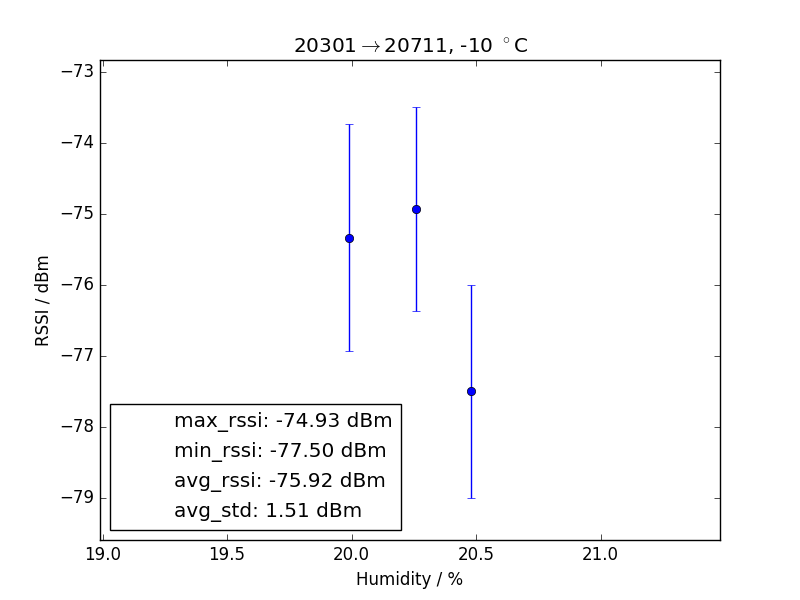 20301→20711, -10 °C
RSSI / dBm
−73
−74
−75
−76
−77
−78
−79
max_rssi: -74.93 dBm
min_rssi: -77.50 dBm
avg_rssi: -75.92 dBm
avg_std: 1.51 dBm
19.0 19.5 20.0 20.5 21.0
Humidity / %